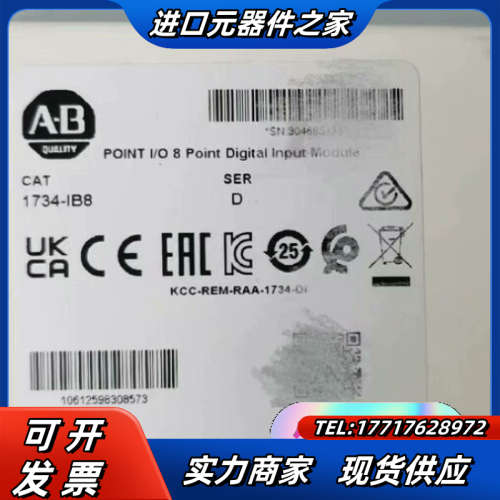 进口元器件之家
A-B
QUALITY
POINT I/O 8 Point Digital Input Module
CAT
1734-IB8
SER
D
UK
CA
CE
EAC
25
KCC-REM-RAA-1734-DI
10612598308573
可开
发票
TEL:17717628972
实力商家 现货供应